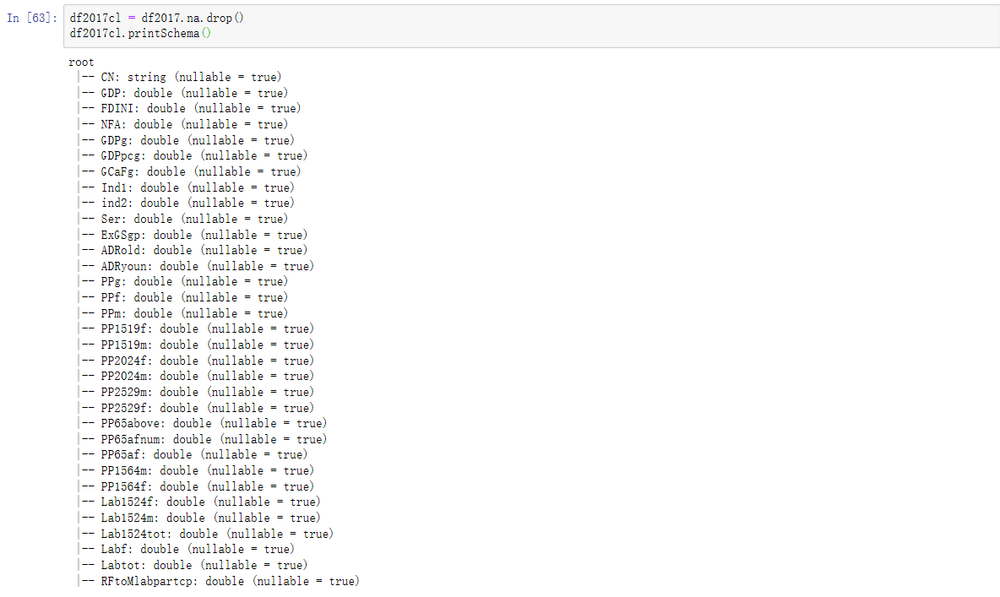 In [63]: df2017cl = df2017.na.drop()
df2017cl.printSchema()
root
|-- CN: string (nullable = true)
|-- GDP: double (nullable = true)
|-- FDINI: double (nullable = true)
|-- NFA: double (nullable = true)
|-- GDPg: double (nullable = true)
|-- GDPpcg: double (nullable = true)
|-- GCaFg: double (nullable = true)
|-- Ind1: double (nullable = true)
|-- ind2: double (nullable = true)
|-- Ser: double (nullable = true)
|-- ExGSgp: double (nullable = true)
|-- ADRold: double (nullable = true)
|-- ADRyoun: double (nullable = true)
|-- PPg: double (nullable = true)
|-- PPf: double (nullable = true)
|-- PPm: double (nullable = true)
|-- PP1519f: double (nullable = true)
|-- PP1519m: double (nullable = true)
|-- PP2024f: double (nullable = true)
|-- PP2024m: double (nullable = true)
|-- PP2529m: double (nullable = true)
|-- PP2529f: double (nullable = true)
|-- PP65above: double (nullable = true)
|-- PP65afnum: double (nullable = true)
|-- PP65af: double (nullable = true)
|-- PP1564m: double (nullable = true)
|-- PP1564f: double (nullable = true)
|-- Lab1524f: double (nullable = true)
|-- Lab1524m: double (nullable = true)
|-- Lab1524tot: double (nullable = true)
|-- Labf: double (nullable = true)
|-- Labtot: double (nullable = true)
|-- RFtoMlabpartcp: double (nullable = true)